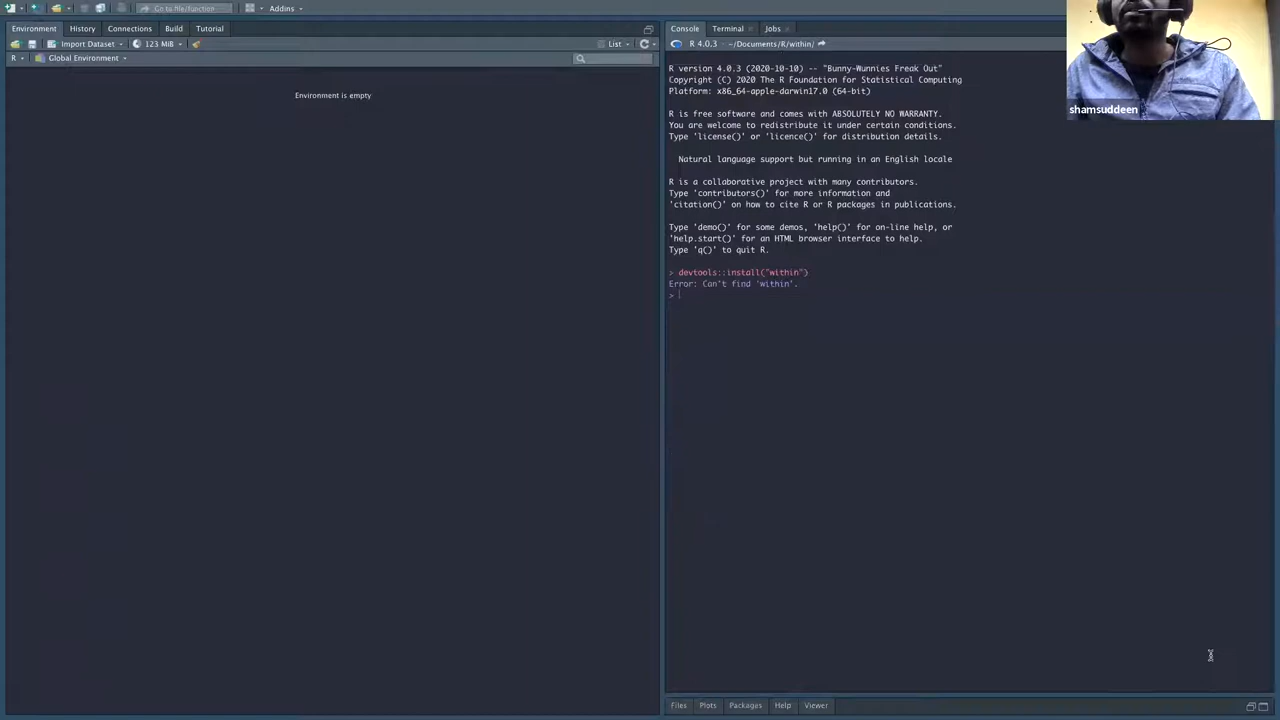 Go to file/function
Addins
Environment
History
Connections
Build
Tutorial
Import Dataset
123 MiB
List
R
Global Environment
Environment is empty
Console
Terminal
Jobs
R 4.0.3 · ~/Documents/R/within/
R version 4.0.3 (2020-10-10) -- "Bunny-Wunnies Freak Out"
Copyright (C) 2020 The R Foundation for Statistical Computing
Platform: x86_64-apple-darwin17.0 (64-bit)
R is free software and comes with ABSOLUTELY NO WARRANTY.
You are welcome to redistribute it under certain conditions.
Type 'license()' or 'licence()' for distribution details.
Natural language support but running in an English locale
R is a collaborative project with many contributors.
Type 'contributors()' for more information and
'citation()' on how to cite R or R packages in publications.
Type 'demo()' for some demos, 'help()' for on-line help, or
'help.start()' for an HTML browser interface to help.
Type 'q()' to quit R.
> devtools::install("within")
Error: Can't find 'within'.
>
shamsuddeen
Files
Plots
Packages
Help
Viewer